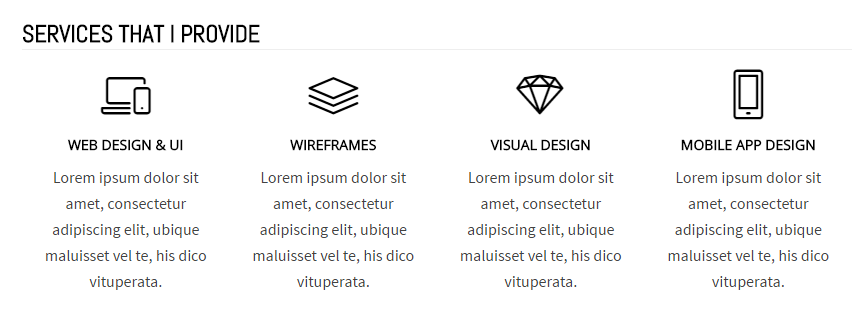 SERVICES THAT I PROVIDE
WEB DESIGN & UI
Lorem ipsum dolor sit
amet, consectetur
adipiscing elit, ubique
maluisset vel te, his dico
vituperata.
WIREFRAMES
Lorem ipsum dolor sit
amet, consectetur
adipiscing elit, ubique
maluisset vel te, his dico
vituperata.
VISUAL DESIGN
Lorem ipsum dolor sit
amet, consectetur
adipiscing elit, ubique
maluisset vel te, his dico
vituperata.
MOBILE APP DESIGN
Lorem ipsum dolor sit
amet, consectetur
adipiscing elit, ubique
maluisset vel te, his dico
vituperata.